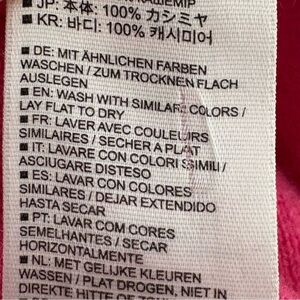 ■ JP: 本体: 100% カシミヤ
■ KR: 바디: 100% 캐시미어
■ DE: MIT ÄHNLICHEN FARBEN
WASCHEN / ZUM TROCKNEN FLACH
AUSLEGEN
■ EN: WASH WITH SIMILAR COLORS /
LAY FLAT TO DRY
■ FR: LAVER AVEC COULEURS
SIMILAIRES / SECHER A PLAT
■ IT: LAVARE CON COLORI SIMILI /
ASCIUGARE DISTESO
■ ES: LAVAR CON COLORES
SIMILARES / DEJAR EXTENDIDO
HASTA SECAR
■ PT: LAVAR COM CORES
SEMELHANTES / SECAR
HORIZONTALMENTE
■ NL: MET GELIJKE KLEUREN
WASSEN / PLAT DROGEN, NIET IN
DIREKTE HITTE OF